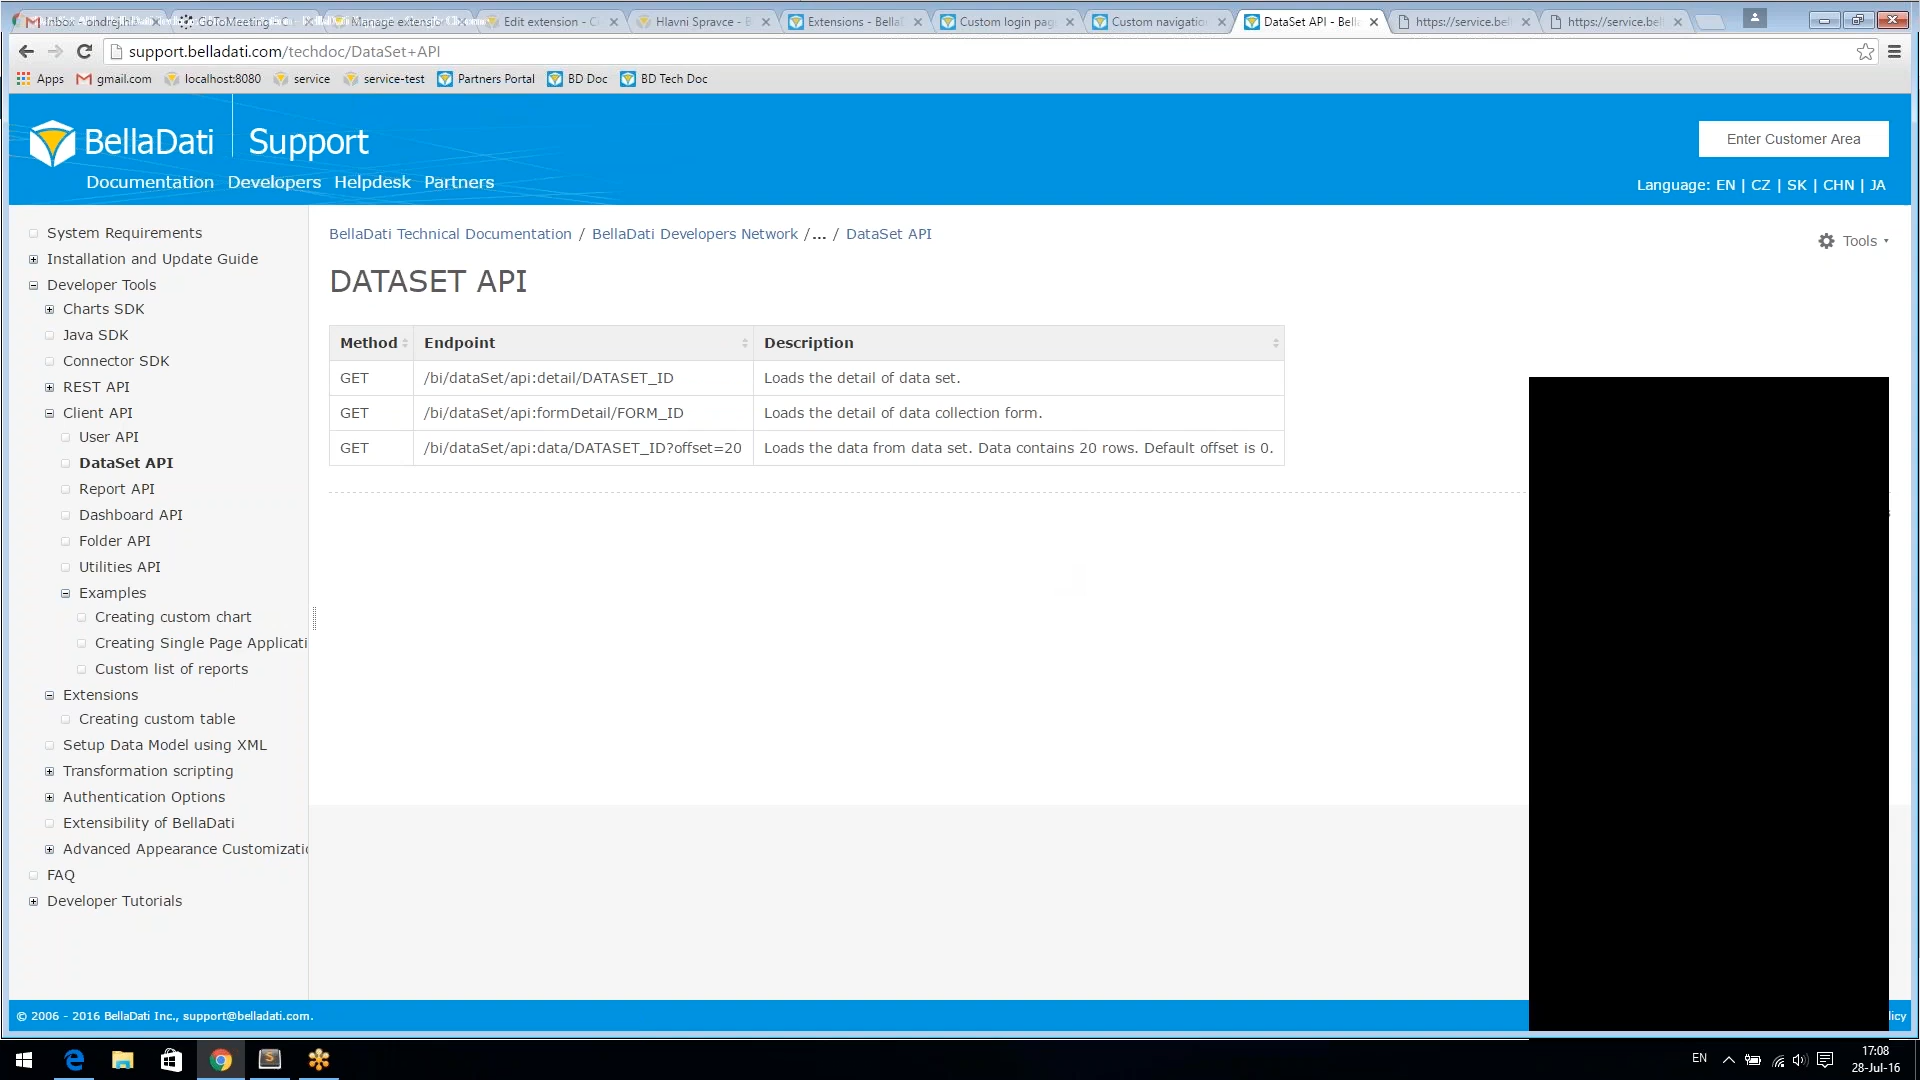 Inbox - ondrej.hl
GoToMeeting - C
Manage extensio
Edit extension - C
Hlavni Spravce - B
Extensions - BellaD
Custom login pag
Custom navigatio
DataSet API - Bell
https://service.bel
https://service.bel
support.belladati.com/techdoc/DataSet+API
Apps gmail.com localhost:8080 service service-test Partners Portal BD Doc BD Tech Doc
BellaDati Support
Enter Customer Area
Documentation Developers Helpdesk Partners
Language: EN | CZ | SK | CHN | JA
System Requirements
Installation and Update Guide
Developer Tools
Charts SDK
Java SDK
Connector SDK
REST API
Client API
User API
DataSet API
Report API
Dashboard API
Folder API
Utilities API
Examples
Creating custom chart
Creating Single Page Applicati
Custom list of reports
Extensions
Creating custom table
Setup Data Model using XML
Transformation scripting
Authentication Options
Extensibility of BellaDati
Advanced Appearance Customizatio
FAQ
Developer Tutorials
BellaDati Technical Documentation / BellaDati Developers Network /... / DataSet API
Tools
DATASET API
Method Endpoint Description
GET /bi/dataSet/api:detail/DATASET_ID Loads the detail of data set.
GET /bi/dataSet/api:formDetail/FORM_ID Loads the detail of data collection form.
GET /bi/dataSet/api:data/DATASET_ID?offset=20 Loads the data from data set. Data contains 20 rows. Default offset is 0.
© 2006 - 2016 BellaDati Inc., support@belladati.com.
licy
EN
17:08
28-Jul-16